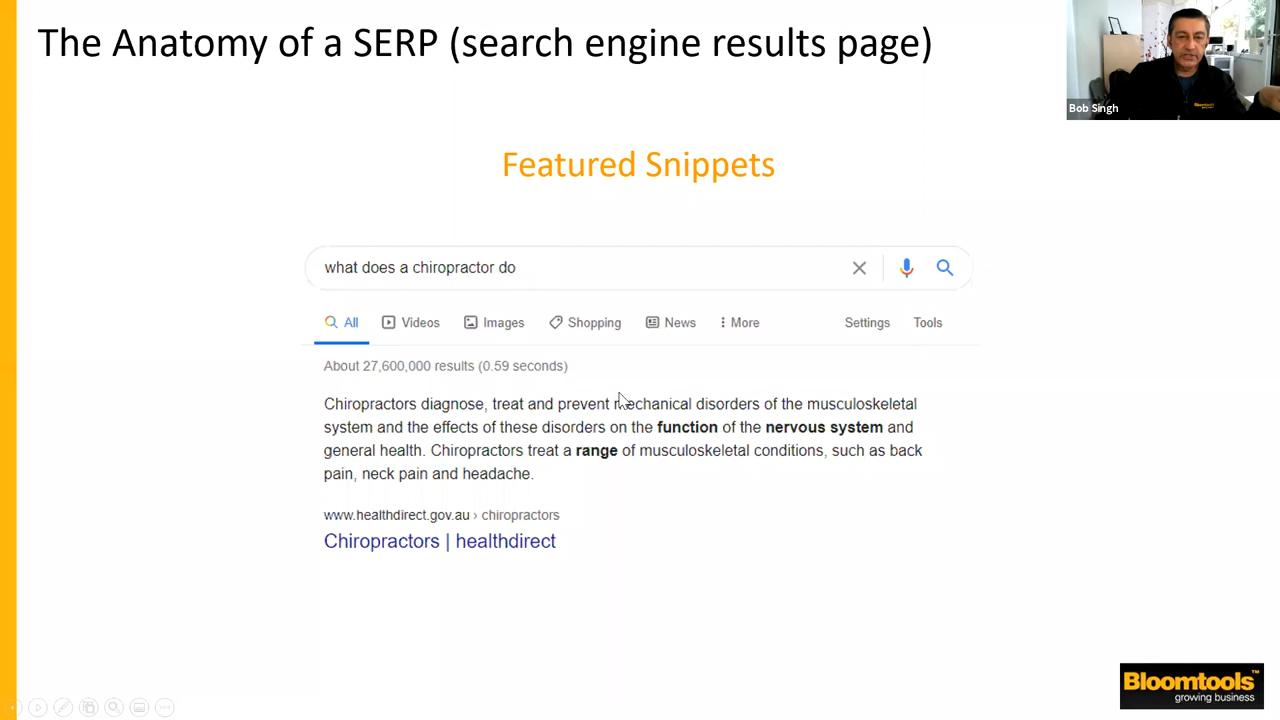 The Anatomy of a SERP (search engine results page)
Bloomtools
Bob Singh
Featured Snippets
what does a chiropractor do
All Videos Images Shopping News More Settings Tools
About 27,600,000 results (0.59 seconds)
Chiropractors diagnose, treat and prevent mechanical disorders of the musculoskeletal
system and the effects of these disorders on the function of the nervous system and
general health. Chiropractors treat a range of musculoskeletal conditions, such as back
pain, neck pain and headache.
www.healthdirect.gov.au › chiropractors
Chiropractors | healthdirect
Bloomtools™
growing business